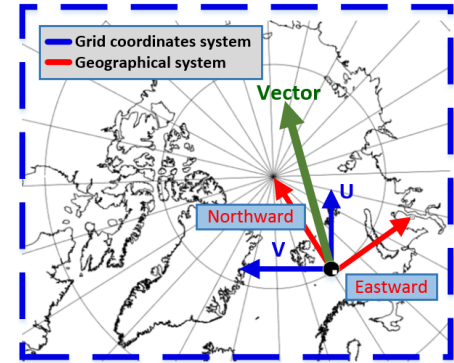 Grid coordinates system
Geographical system
Vector
U
Northward
V
Eastward